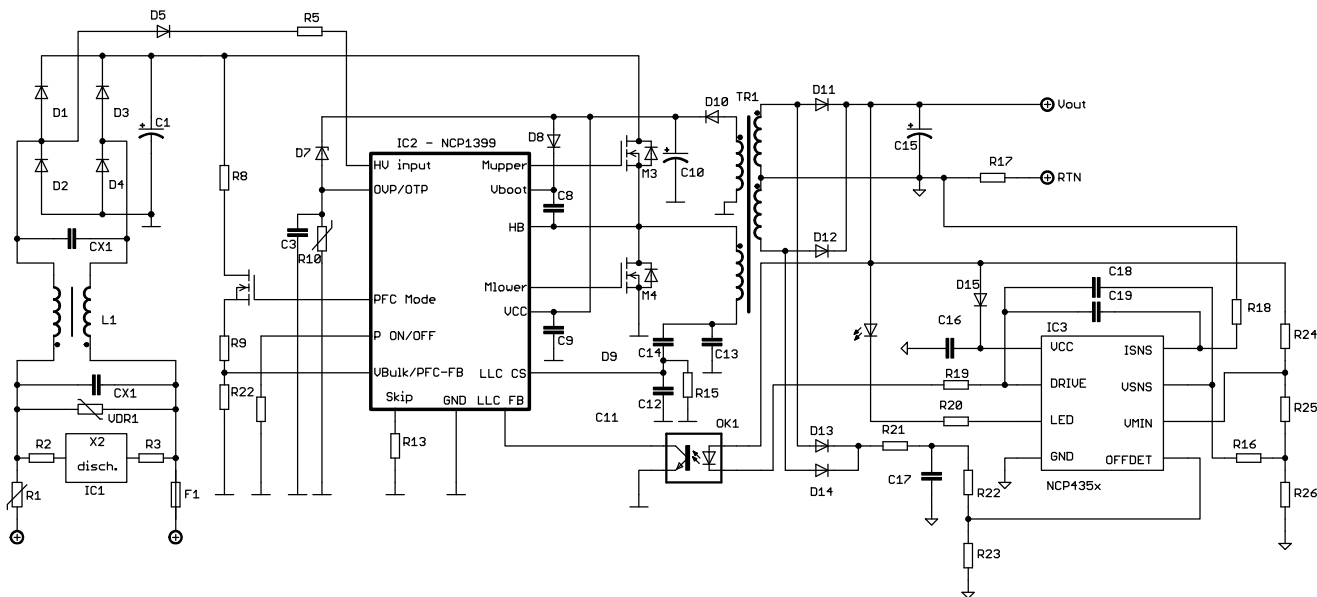 D5
R5
D1
D3
C1
D2
D4
CX1
L1
CX1
VDR1
R2
X2
R3
disch.
IC1
R1
F1
R8
R9
R22
D7
C3
R10
IC2 - NCP1399
HV input
OVP/OTP
PFC Mode
P ON/OFF
VBulk/PFC-FB
Skip
GND
LLC FB
LLC CS
VCC
Mlower
HB
Vboot
Mupper
R13
D8
C8
C9
D9
C11
M3
M4
C10
D10
TR1
C14
C13
C12
R15
OK1
D11
D12
C15
Vout
R17
RTN
D13
D14
R21
C17
R22
R23
D15
C16
R19
R20
C18
C19
IC3
VCC
DRIVE
LED
GND
ISNS
VSNS
VMIN
OFFDET
NCP435x
R18
R24
R25
R16
R26